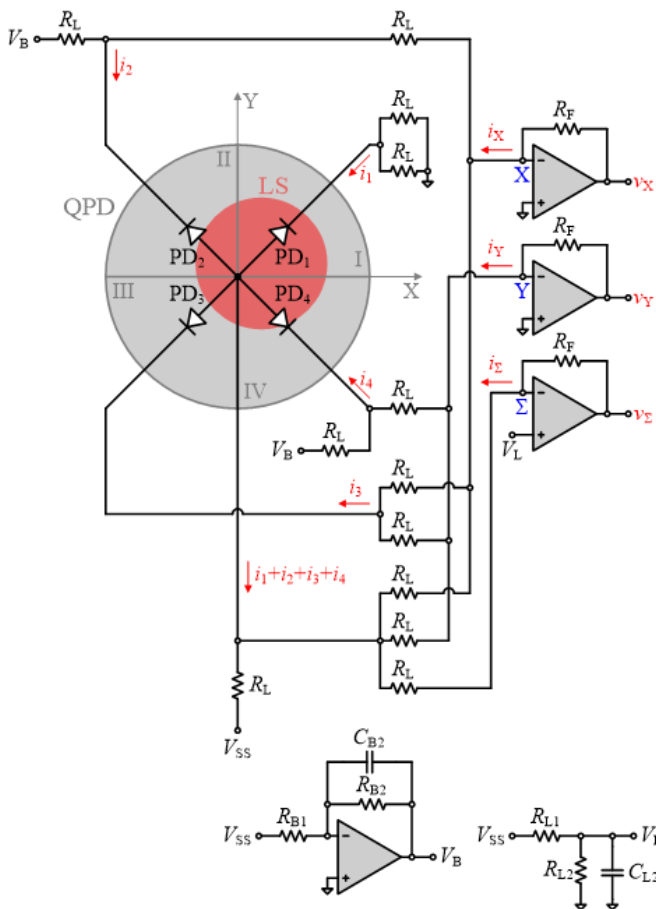 V_B
R_L
R_L
i_2
Y
R_L
R_L
i_1
II
QPD
LS
PD_2
PD_1
I
X
III
PD_3
PD_4
IV
i_4
R_L
V_B
R_L
i_3
R_L
R_L
i_1+i_2+i_3+i_4
R_L
R_L
R_L
R_L
V_SS
i_X
R_F
X
−
+
v_X
i_Y
R_F
Y
−
+
v_Y
i_Σ
R_F
Σ
−
+
V_L
v_Σ
C_B2
R_B2
V_SS
R_B1
−
+
V_B
V_SS
R_L1
R_L2
C_L2